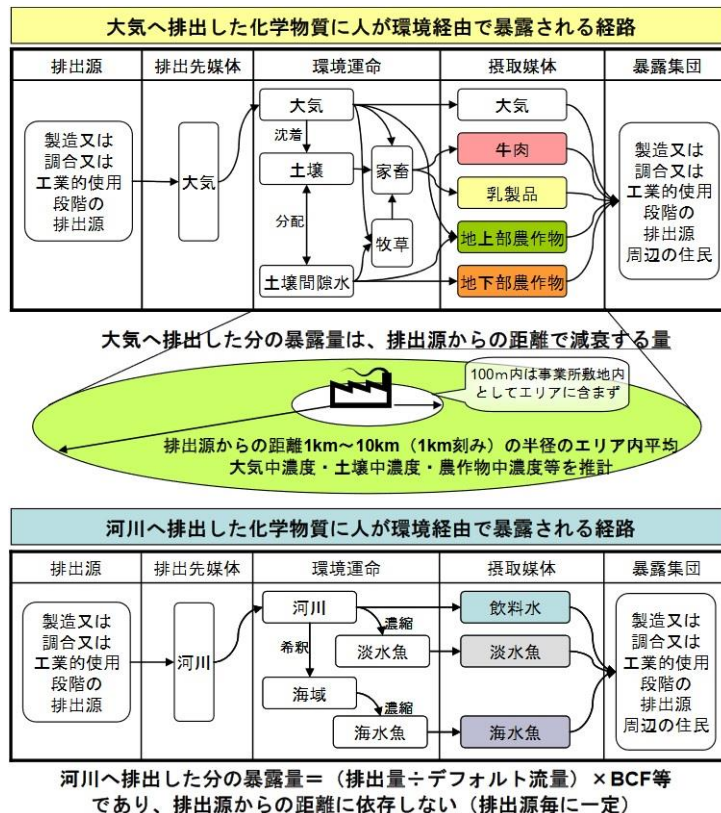 大気へ排出した化学物質に人が環境経由で暴露される経路
排出源
排出先媒体
環境運命
摂取媒体
暴露集団
製造又は
調合又は
工業的使用
段階の
排出源
大気
大気
沈着
土壌
分配
土壌間隙水
家畜
牧草
大気
牛肉
乳製品
地上部農作物
地下部農作物
製造又は
調合又は
工業的使用
段階の
排出源
周辺の住民
大気へ排出した分の暴露量は、排出源からの距離で減衰する量
100m内は事業所敷地内
としてエリアに含まず
排出源からの距離1km～10km（1km刻み）の半径のエリア内平均
大気中濃度・土壌中濃度・農作物中濃度等を推計
河川へ排出した化学物質に人が環境経由で暴露される経路
排出源
排出先媒体
環境運命
摂取媒体
暴露集団
製造又は
調合又は
工業的使用
段階の
排出源
河川
河川
濃縮
希釈
淡水魚
海域
濃縮
海水魚
飲料水
淡水魚
海水魚
製造又は
調合又は
工業的使用
段階の
排出源
周辺の住民
河川へ排出した分の暴露量＝（排出量÷デフォルト流量）×BCF等
であり、排出源からの距離に依存しない（排出源毎に一定）